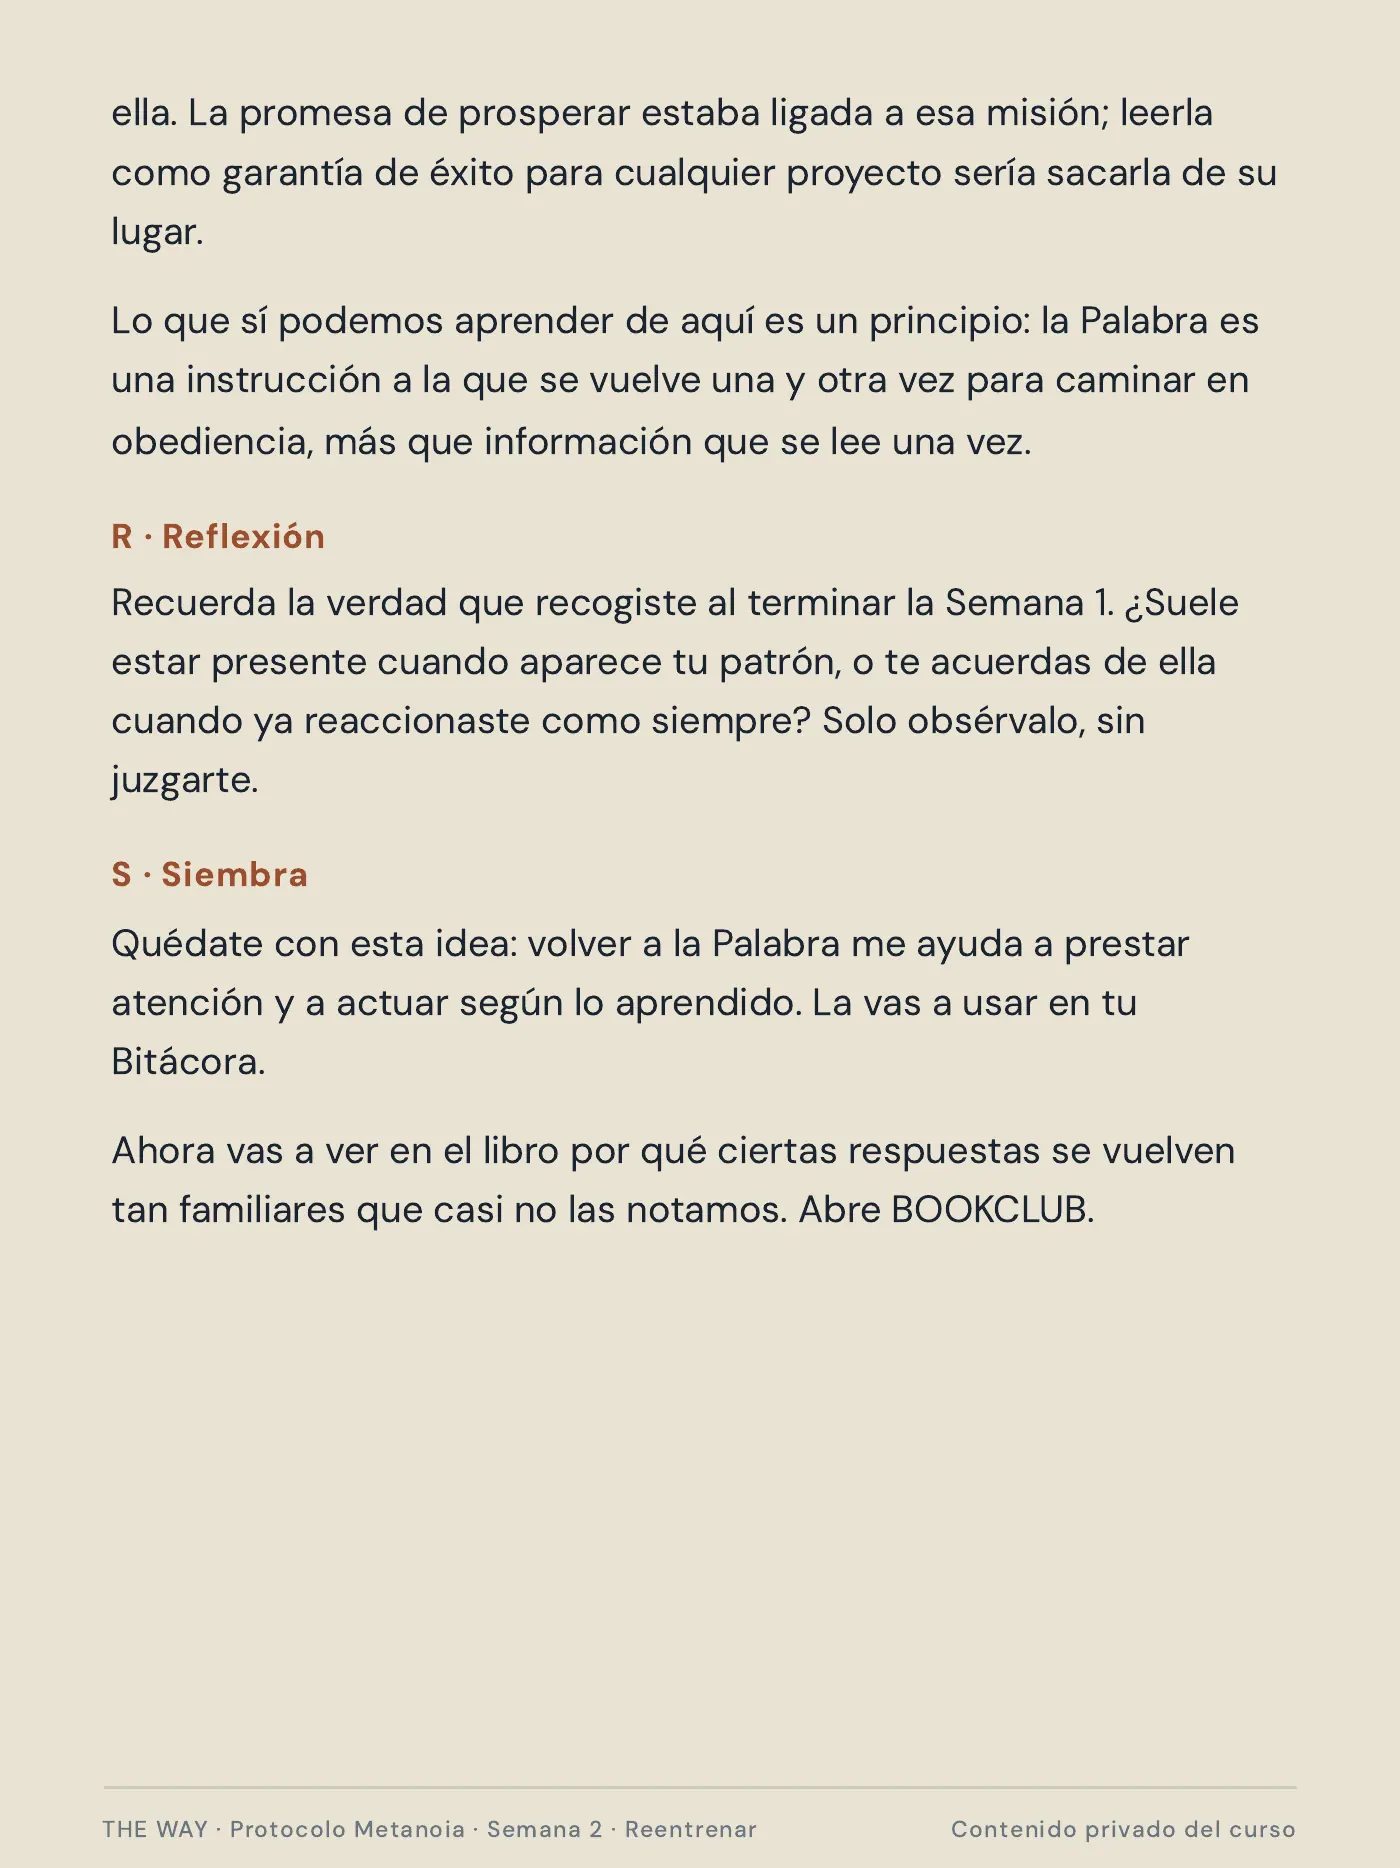 ella. La promesa de prosperar estaba ligada a esa misión; leerla
como garantía de éxito para cualquier proyecto sería sacarla de su
lugar.
Lo que sí podemos aprender de aquí es un principio: la Palabra es
una instrucción a la que se vuelve una y otra vez para caminar en
obediencia, más que información que se lee una vez.
R · Reflexión
Recuerda la verdad que recogiste al terminar la Semana 1. ¿Suele
estar presente cuando aparece tu patrón, o te acuerdas de ella
cuando ya reaccionaste como siempre? Solo obsérvalo, sin
juzgarte.
S · Siembra
Quédate con esta idea: volver a la Palabra me ayuda a prestar
atención y a actuar según lo aprendido. La vas a usar en tu
Bitácora.
Ahora vas a ver en el libro por qué ciertas respuestas se vuelven
tan familiares que casi no las notamos. Abre BOOKCLUB.
THE WAY · Protocolo Metanoia · Semana 2 · Reentrenar
Contenido privado del curso